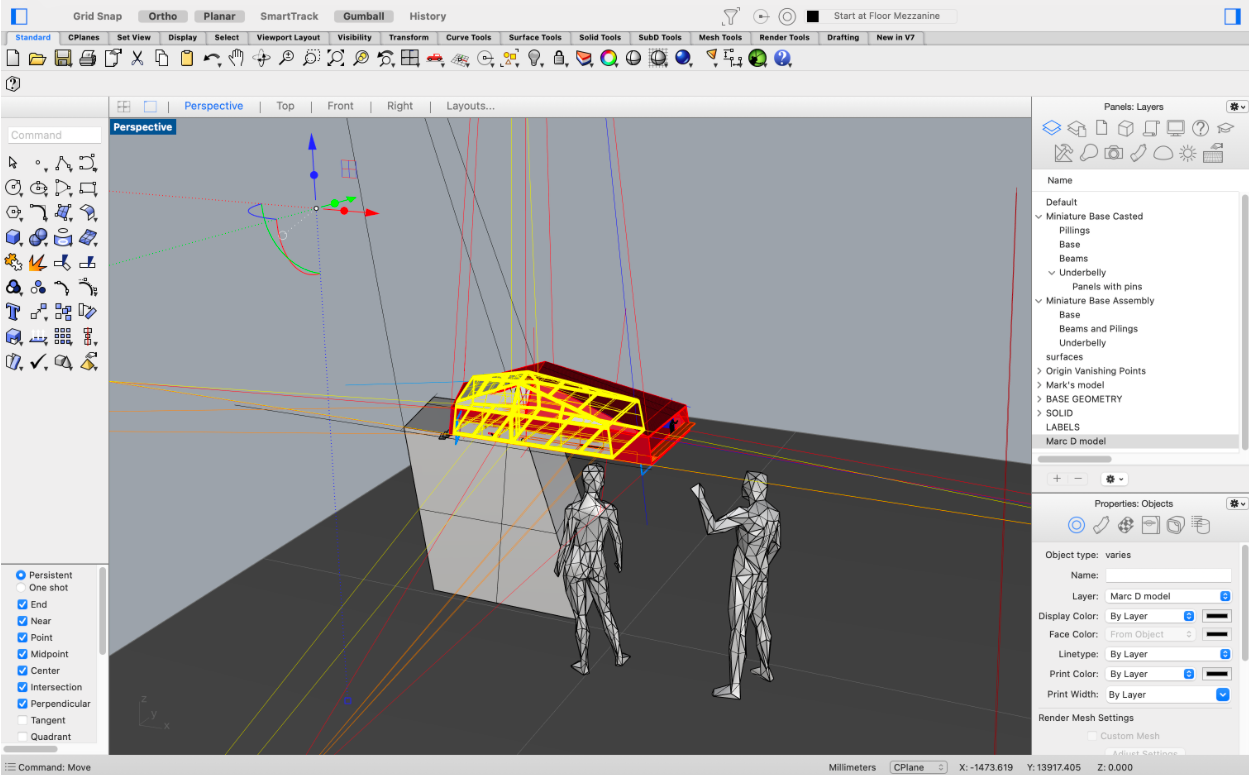 Grid Snap Ortho Planar SmartTrack Gumball History Start at Floor Mezzanine
Standard CPlanes Set View Display Select Viewport Layout Visibility Transform Curve Tools Surface Tools Solid Tools SubD Tools Mesh Tools Render Tools Drafting New in V7
Perspective Top Front Right Layouts...
Panels: Layers
Perspective
Command
Name
Default
Miniature Base Casted
Pillings
Base
Beams
Underbelly
Panels with pins
Miniature Base Assembly
Base
Beams and Pilings
Underbelly
surfaces
Origin Vanishing Points
Mark's model
BASE GEOMETRY
SOLID
LABELS
Marc D model
Properties: Objects
Object type: varies
Name:
Layer: Marc D model
Display Color: By Layer
Face Color: From Object
Linetype: By Layer
Print Color: By Layer
Print Width: By Layer
Render Mesh Settings
Custom Mesh
Adjust Settings
Persistent
One shot
End
Near
Point
Midpoint
Center
Intersection
Perpendicular
Tangent
Quadrant
z
y
x
Command: Move
Millimeters CPlane X: -1473.619 Y: 13917.405 Z: 0.000